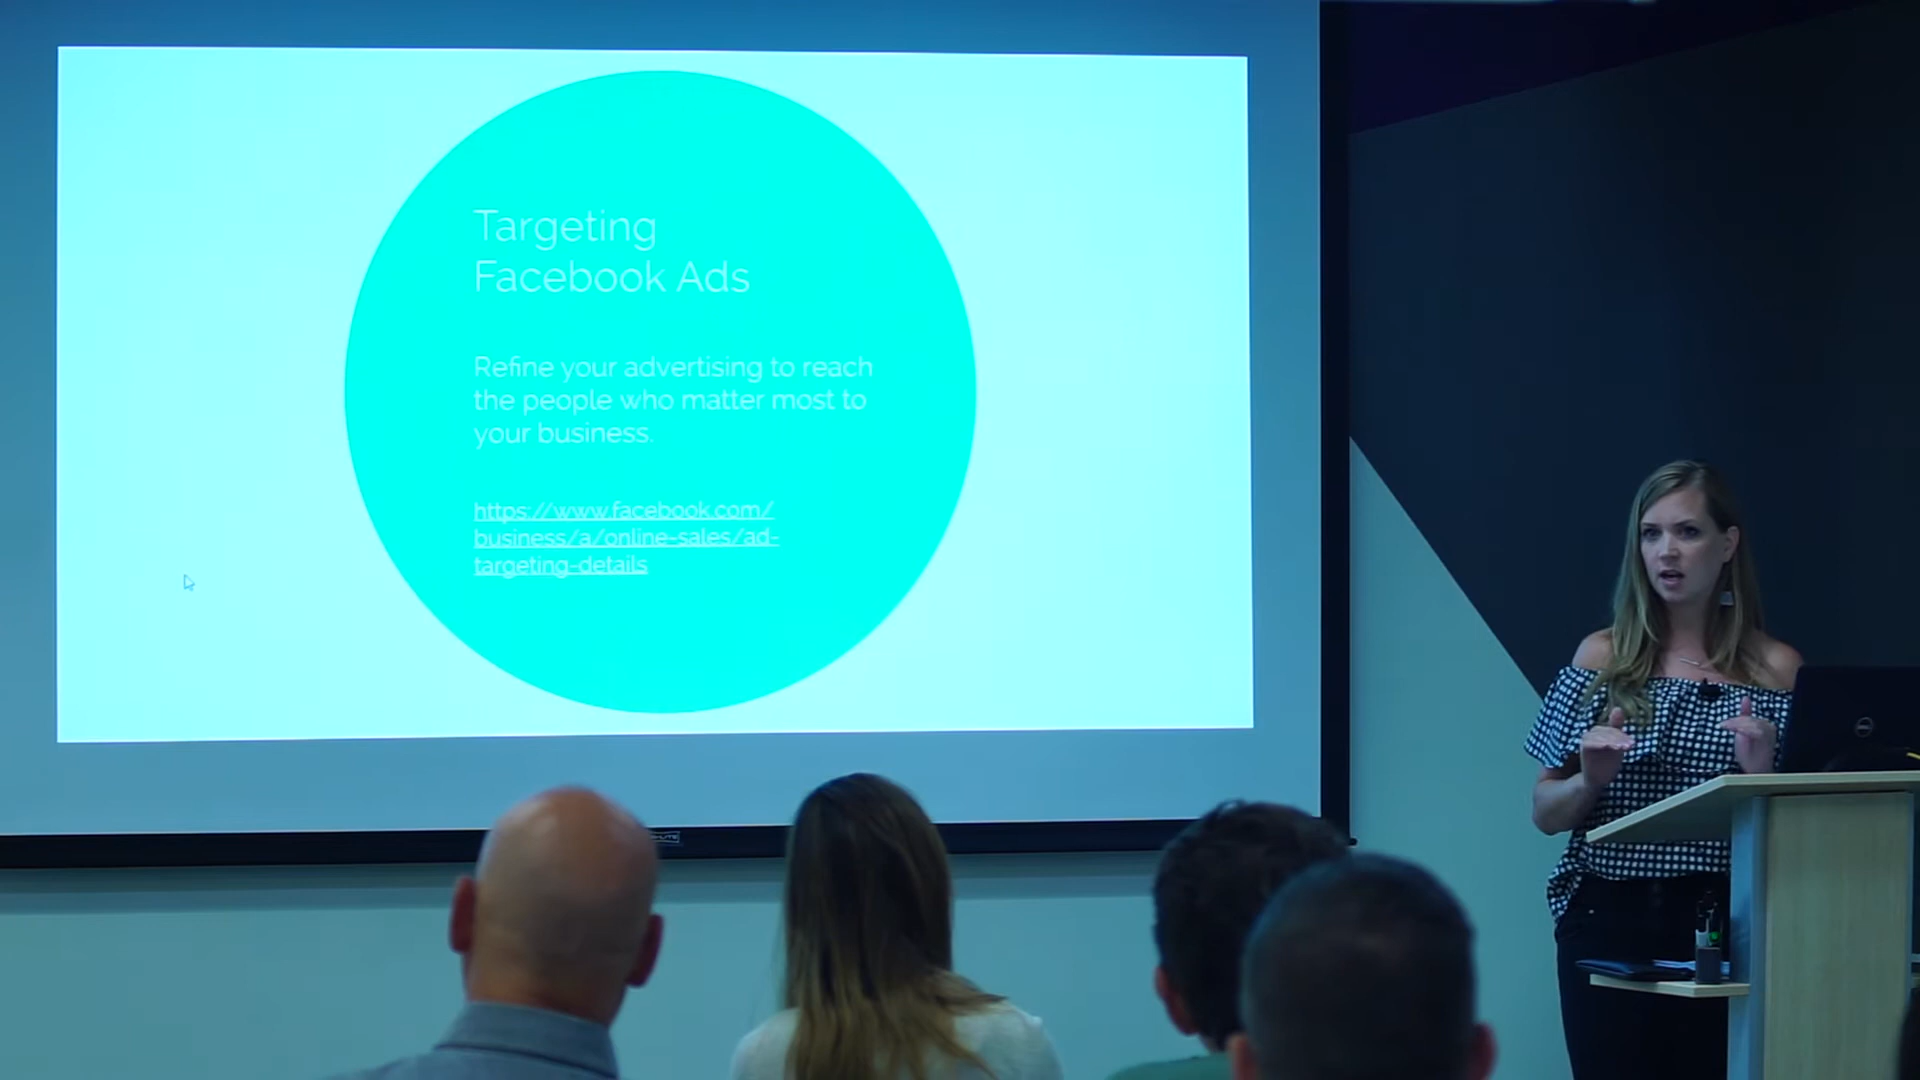 Targeting
Facebook Ads
Refine your advertising to reach
the people who matter most to
your business.
https://www.facebook.com/
business/a/online-sales/ad-
targeting-details
DELL